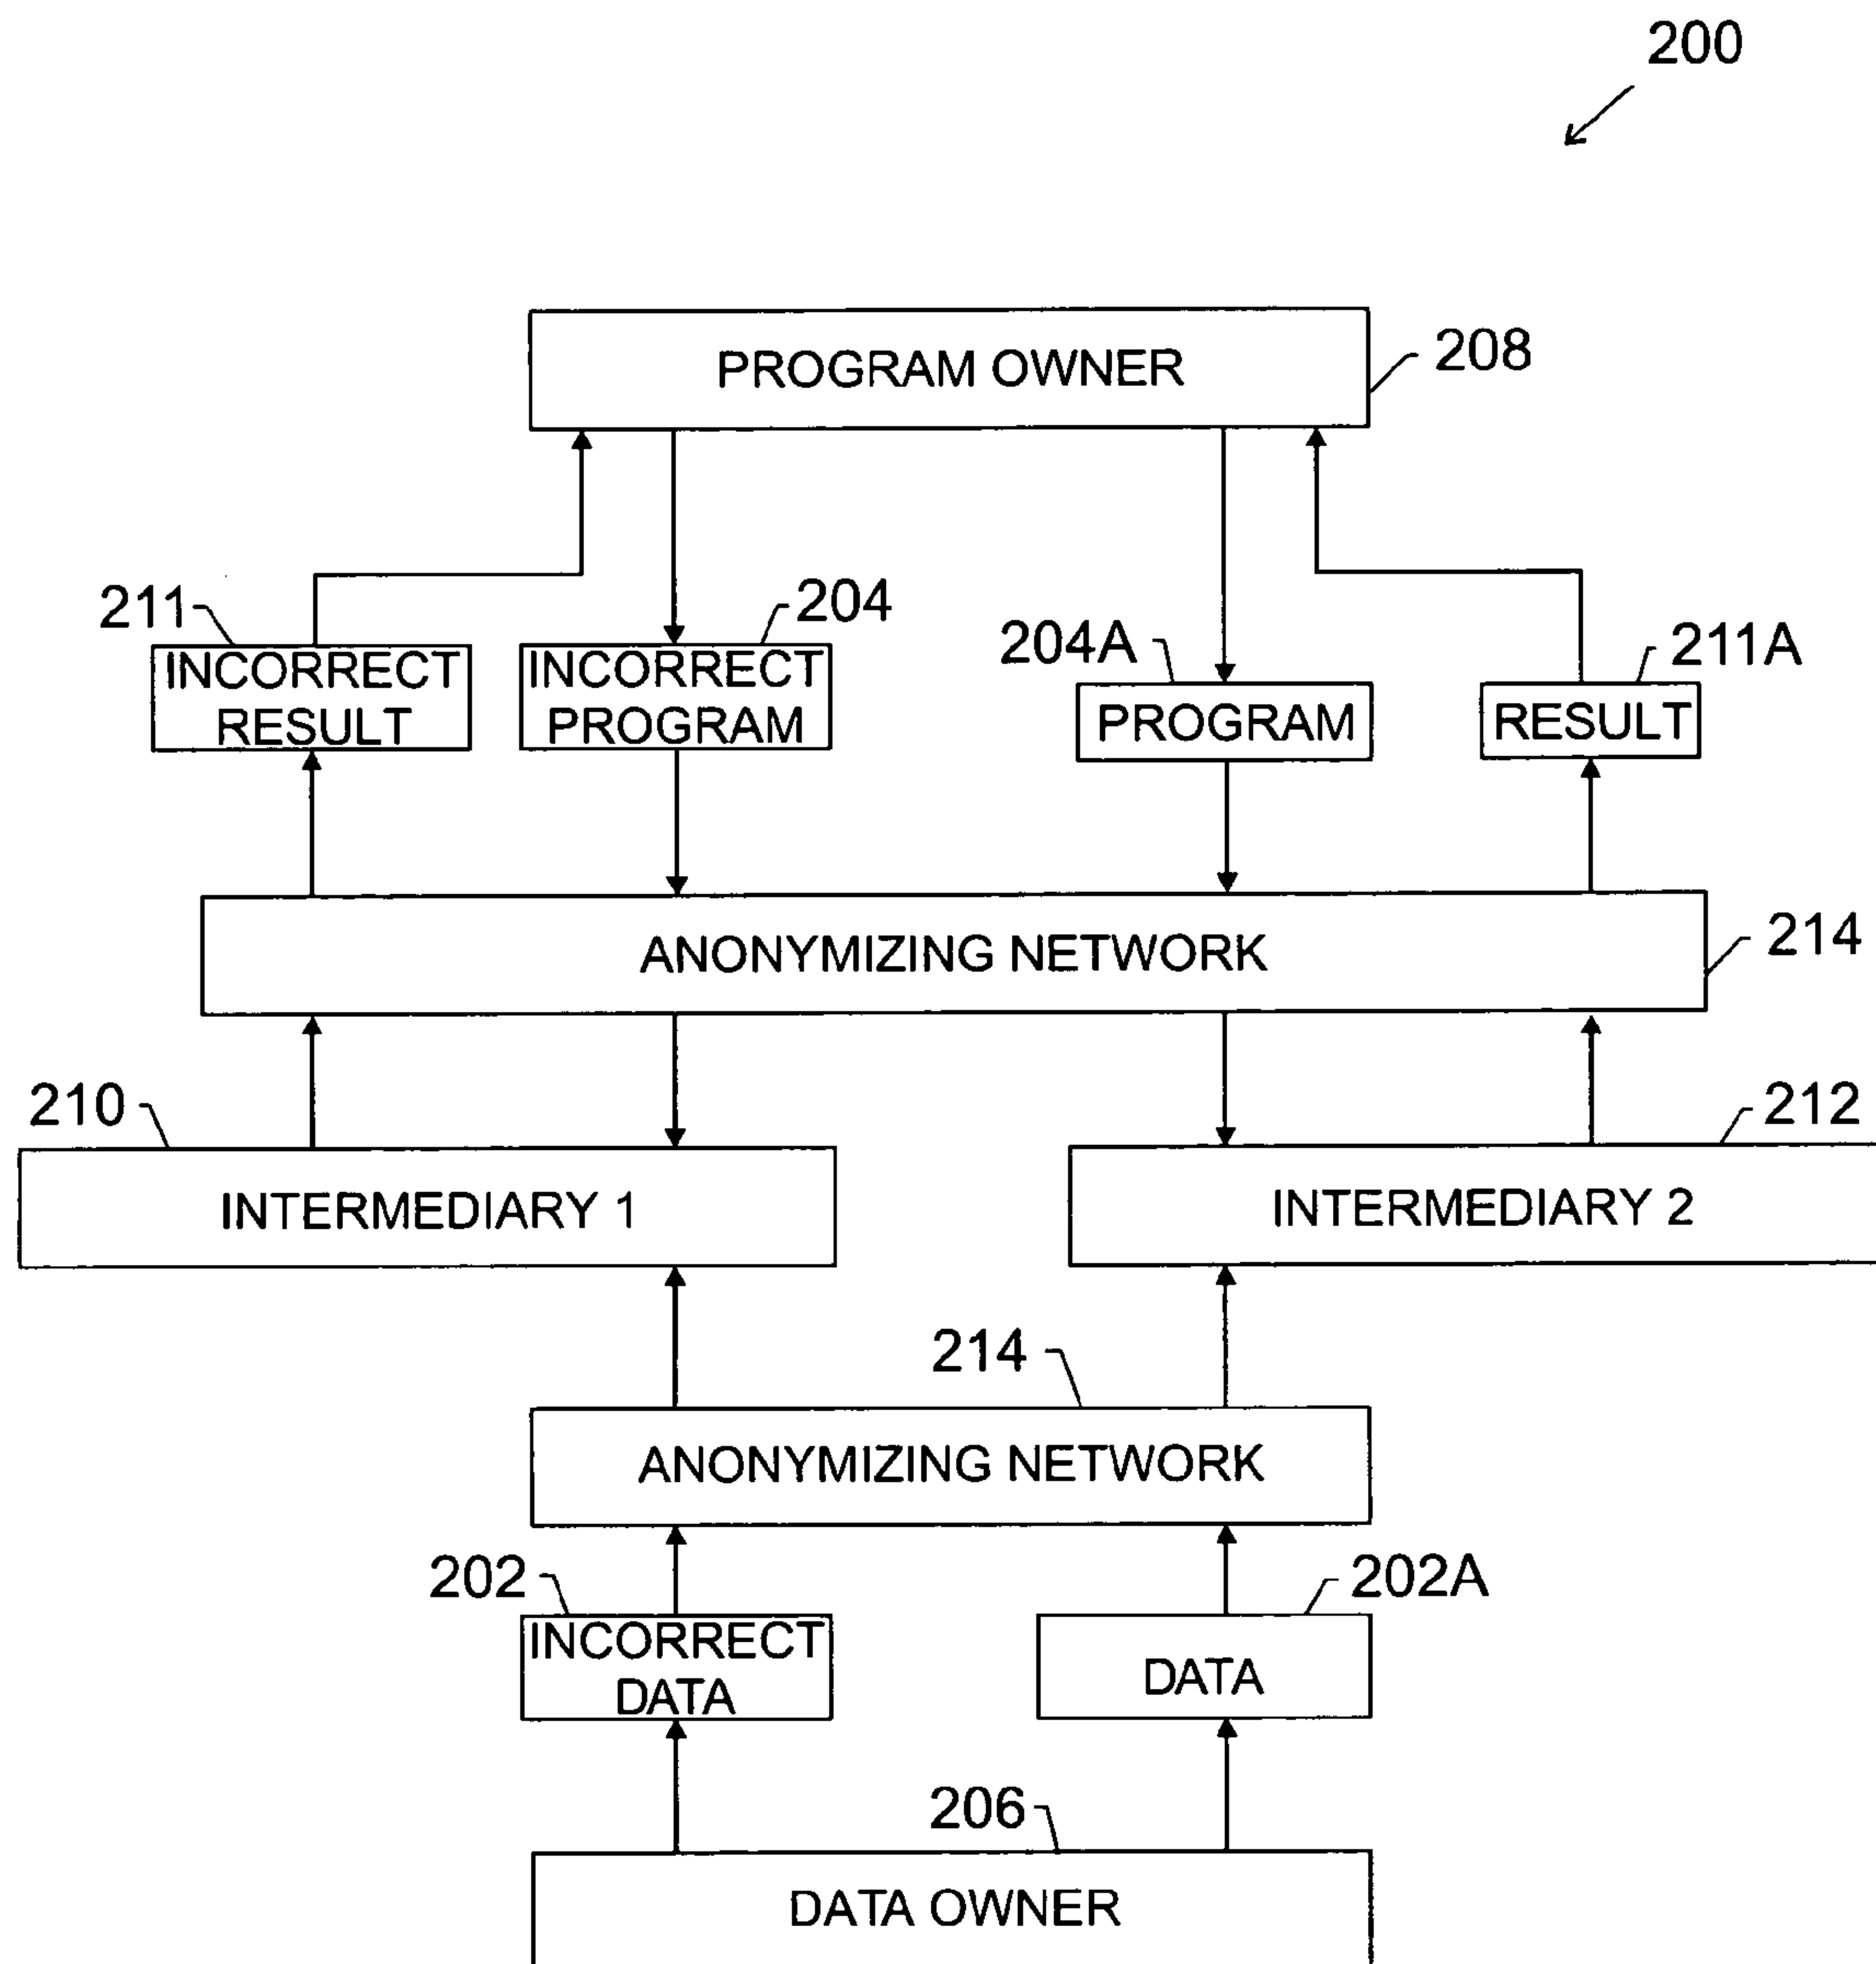 200
PROGRAM OWNER
208
211
204
204A
211A
INCORRECT
RESULT
INCORRECT
PROGRAM
PROGRAM
RESULT
ANONYMIZING NETWORK
214
210
212
INTERMEDIARY 1
INTERMEDIARY 2
214
ANONYMIZING NETWORK
202
202A
INCORRECT
DATA
DATA
206
DATA OWNER